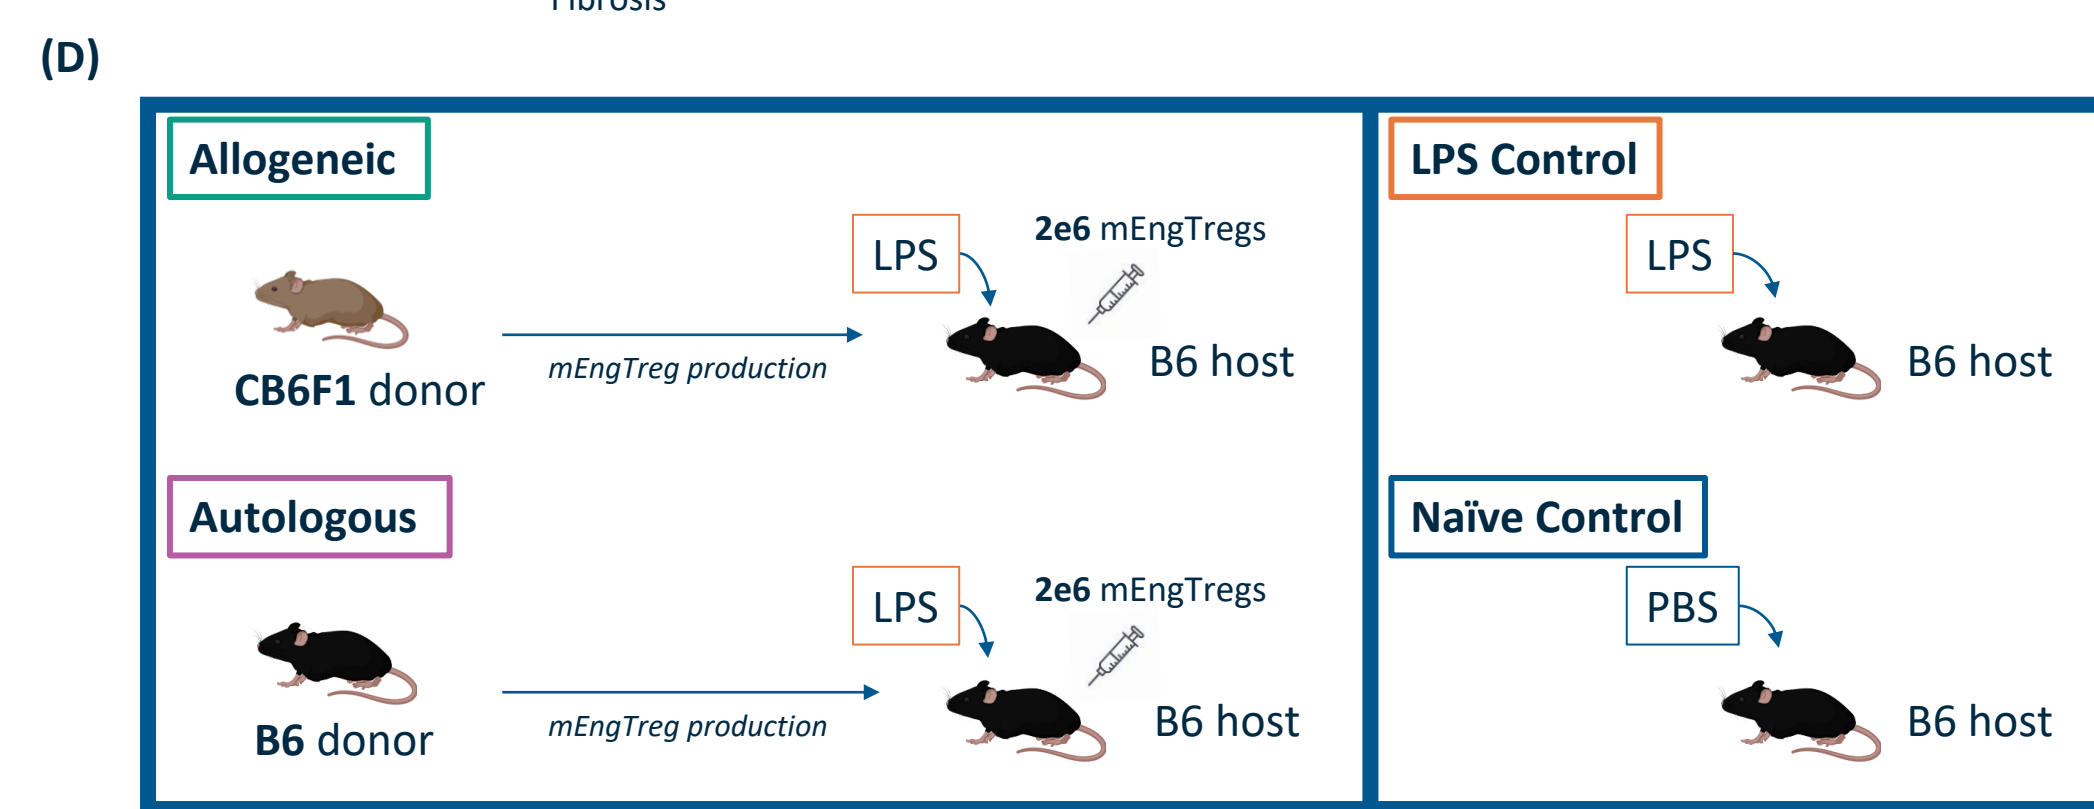 Fibrosis
(D)
Allogeneic
LPS
2e6 mEngTregs
CB6F1 donor
mEngTreg production
B6 host
Autologous
LPS
2e6 mEngTregs
B6 donor
mEngTreg production
B6 host
LPS Control
LPS
B6 host
Naïve Control
PBS
B6 host